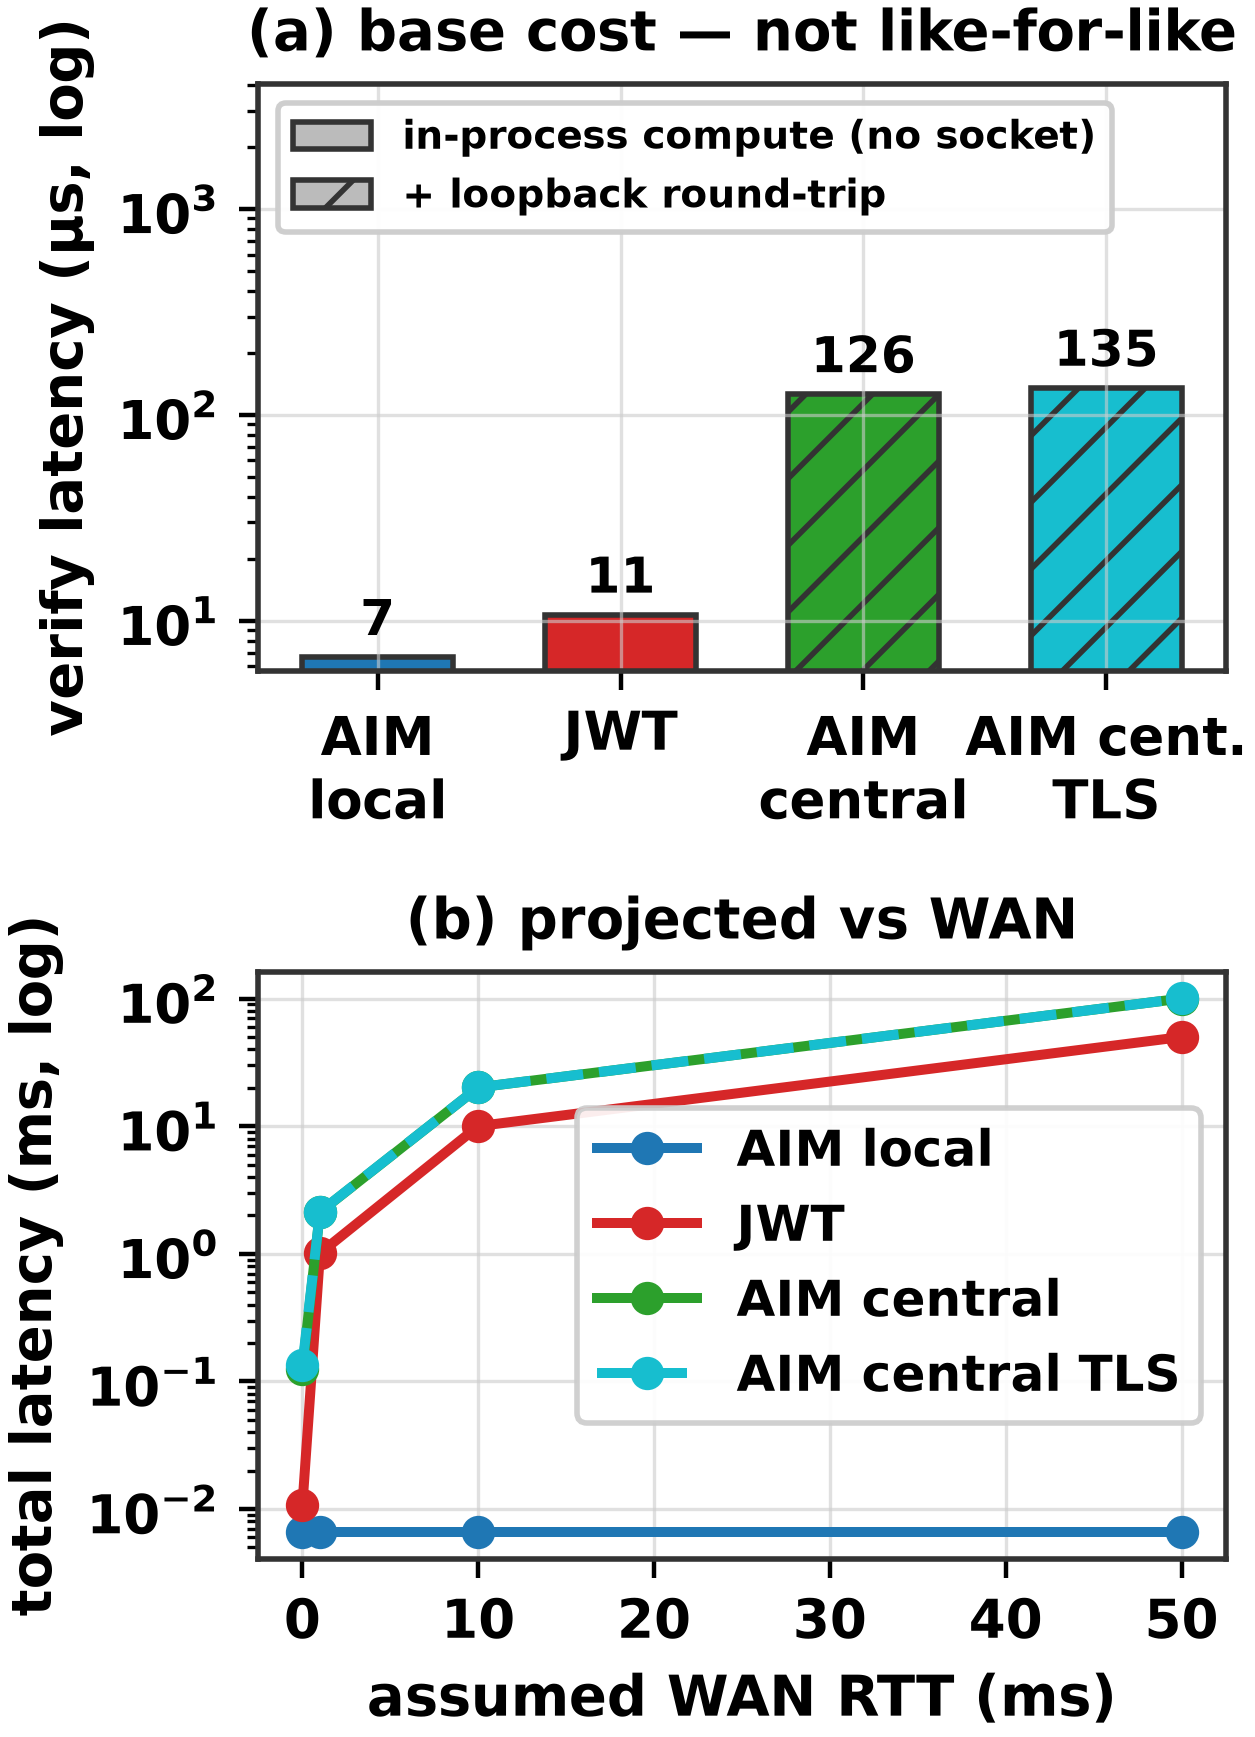 (a) base cost — not like-for-like
verify latency (µs, log)
10³
10²
10¹
in-process compute (no socket)
+ loopback round-trip
7
11
126
135
AIM
local
JWT
AIM
central
AIM cent.
TLS
(b) projected vs WAN
total latency (ms, log)
10²
10¹
10⁰
10⁻¹
10⁻²
AIM local
JWT
AIM central
AIM central TLS
0 10 20 30 40 50
assumed WAN RTT (ms)